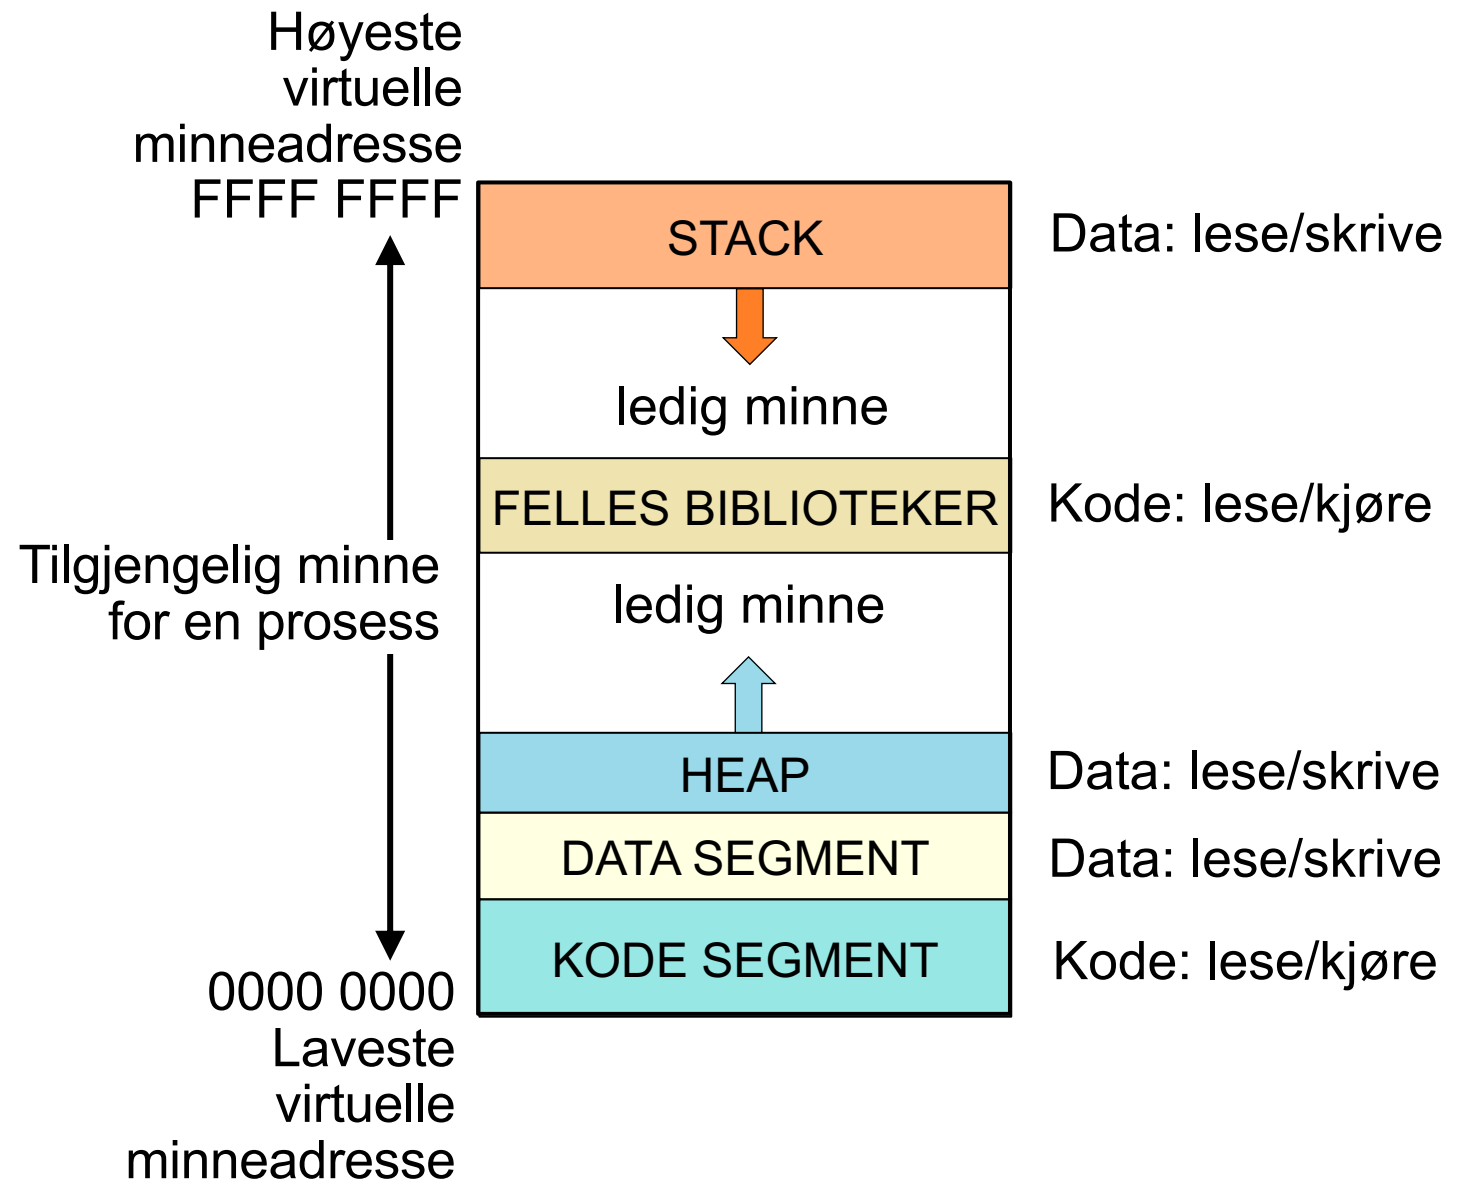 Høyeste
virtuelle
minneadresse
FFFF FFFF
STACK
Data: lese/skrive
ledig minne
FELLES BIBLIOTEKER
Kode: lese/kjøre
Tilgjengelig minne
for en prosess
ledig minne
HEAP
Data: lese/skrive
DATA SEGMENT
Data: lese/skrive
KODE SEGMENT
Kode: lese/kjøre
0000 0000
Laveste
virtuelle
minneadresse